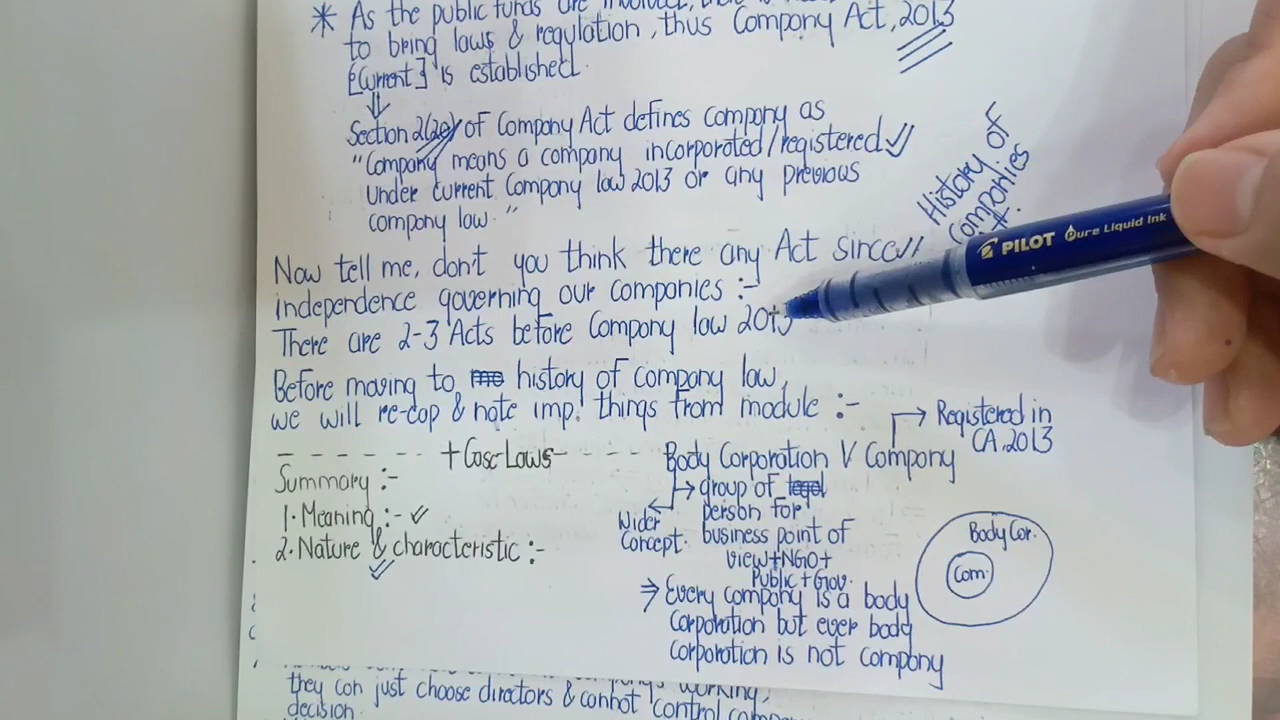 * As the public funds are involved, there is
to bring laws & regulation, thus Company Act, 2013
[Current] is established.
Section 2(20) of Company Act defines company as
"Company means a company incorporated/registered
under current Company law 2013 or any previous
company law."
History of
Companies
Now tell me, don't you think there any Act since
independence governing our companies :-
There are 2-3 Acts before Company law 2013
PILOT Pure Liquid Ink
Before moving to history of company law,
we will re-cap & note imp. things from module :-
+ Case Laws
Summary :-
1. Meaning :- ✓
2. Nature & characteristic :-
Registered in
CA.2013
Body Corporation V Company
group of legal
person for
business point of
view+NGO+
Public + Gov.
Wider
Concept.
⇒ Every company is a body
Corporation but ever body
Corporation is not company
Body Cor.
Com.
they can just choose directors & cannot control
decision.